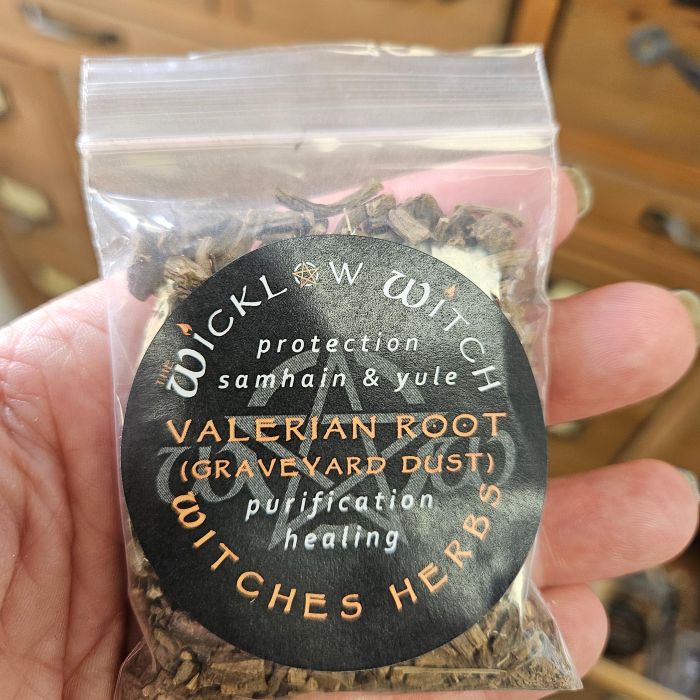 THE WICKLOW WITCH
protection
samhain & yule
VALERIAN ROOT
(GRAVEYARD DUST)
purification
healing
WITCHES HERBS
W W